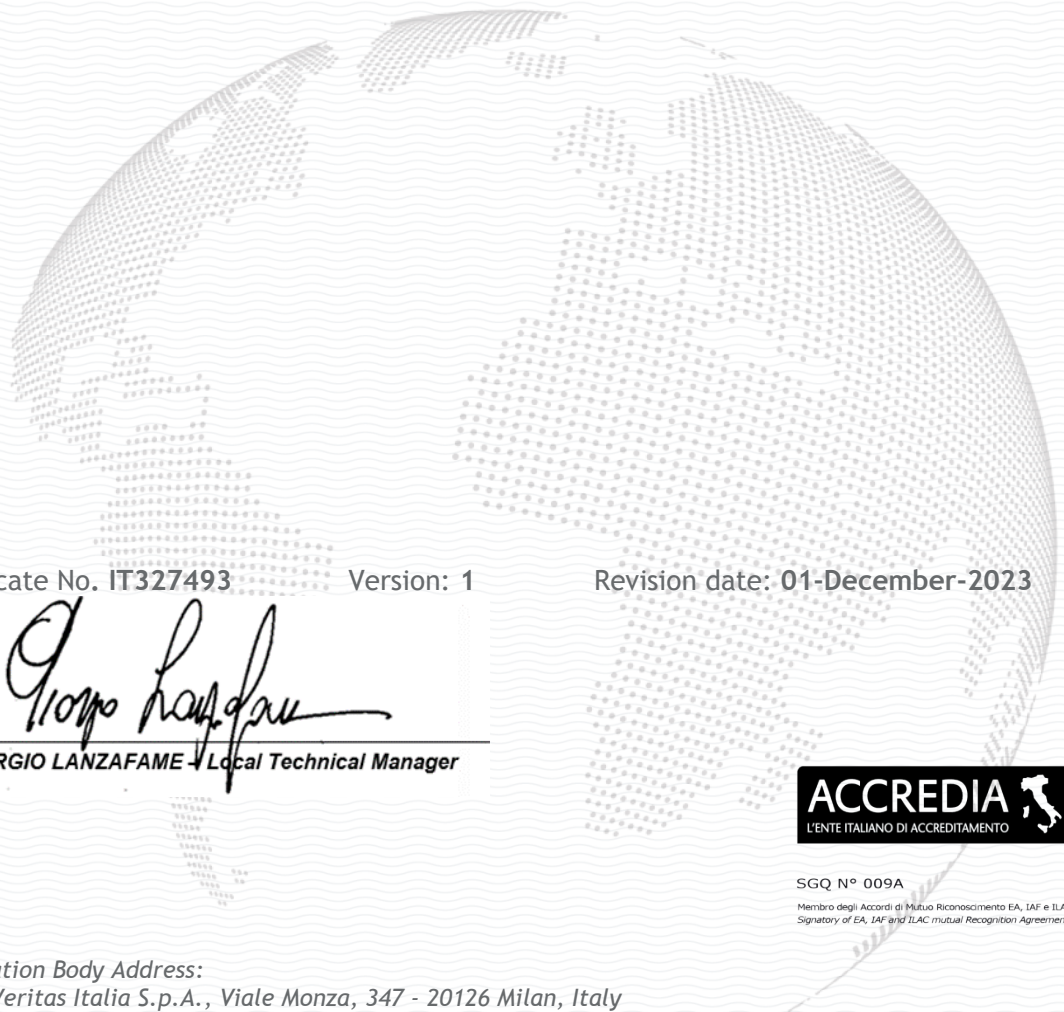 cate No. IT327493 Version: 1 Revision date: 01-December-2023
RGIO LANZAFAME - Local Technical Manager
ACCREDIA
L'ENTE ITALIANO DI ACCREDITAMENTO
SGQ N° 009A
Membro degli Accordi di Mutuo Riconoscimento EA, IAF e ILA
Signatory of EA, IAF and ILAC mutual Recognition Agreemen
ation Body Address:
Veritas Italia S.p.A., Viale Monza, 347 - 20126 Milan, Italy